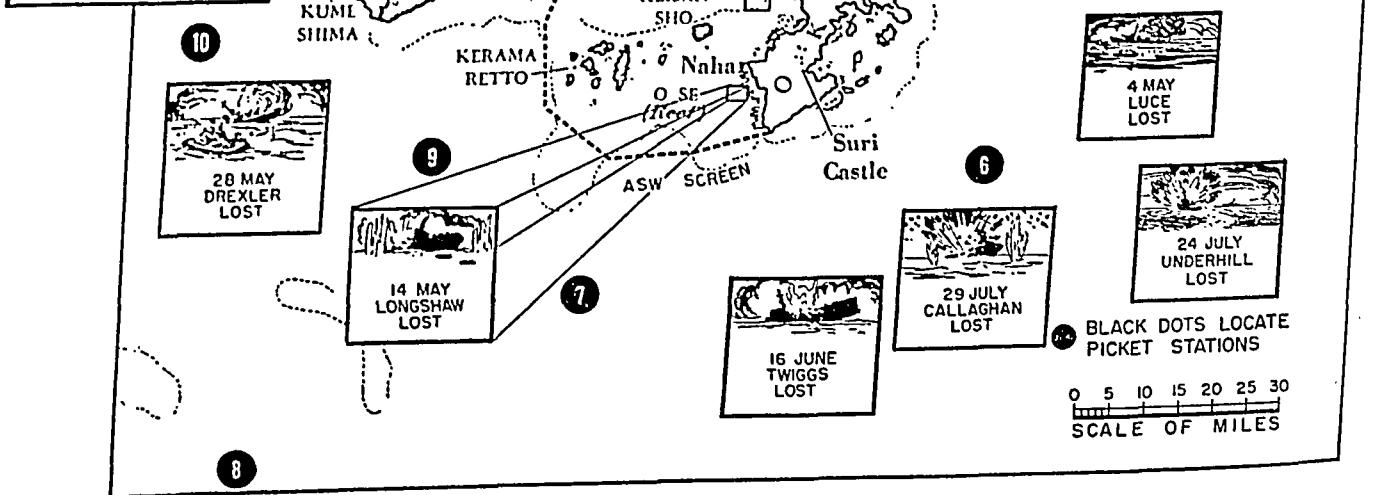 KUME
SHIMA
SHO
10
KERAMA
RETTO
Naha
O SE
(Reef)
4 MAY
LUCE
LOST
Suri
Castle
9
6
ASW SCREEN
28 MAY
DREXLER
LOST
24 JULY
UNDERHILL
LOST
14 MAY
LONGSHAW
LOST
7
29 JULY
CALLAGHAN
LOST
16 JUNE
TWIGGS
LOST
BLACK DOTS LOCATE
PICKET STATIONS
0 5 10 15 20 25 30
SCALE OF MILES
8